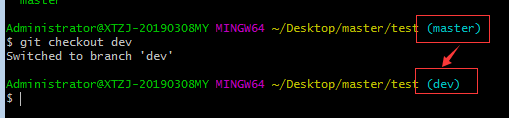 master
Administrator@XTZJ-20190308MY MINGW64 ~/Desktop/master/test (master)
$ git checkout dev
Switched to branch 'dev'
Administrator@XTZJ-20190308MY MINGW64 ~/Desktop/master/test (dev)
$